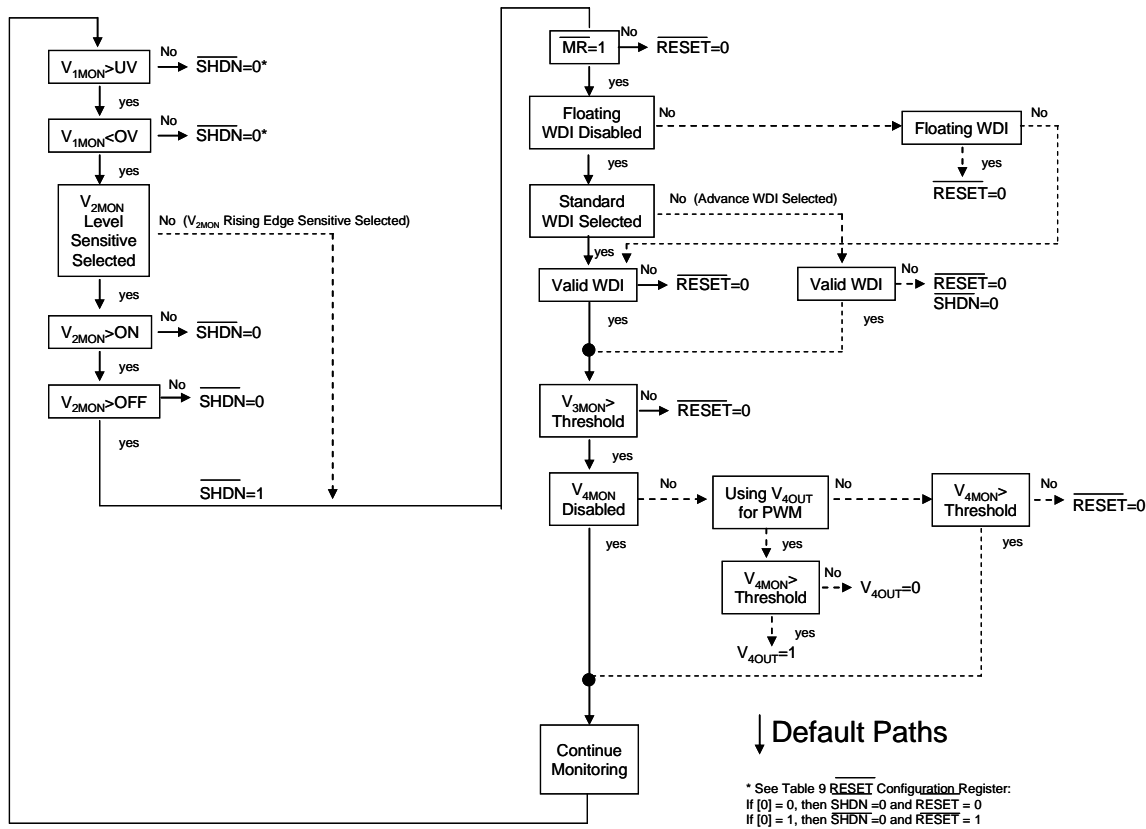 V1MON>UV
No
SHDN=0*
yes
V1MON<OV
No
SHDN=0*
yes
V2MON
Level
Sensitive
Selected
No (V2MON Rising Edge Sensitive Selected)
yes
V2MON>ON
No
SHDN=0
yes
V2MON>OFF
No
SHDN=0
yes
SHDN=1
MR=1
No
RESET=0
yes
Floating
WDI Disabled
No
Floating WDI
No
yes
RESET=0
yes
Standard
WDI Selected
No (Advance WDI Selected)
yes
Valid WDI
No
RESET=0
yes
Valid WDI
No
RESET=0
SHDN=0
yes
V3MON>
Threshold
No
RESET=0
yes
V4MON
Disabled
No
Using V4OUT
for PWM
No
V4MON>
Threshold
No
RESET=0
yes
yes
yes
V4MON>
Threshold
No
V4OUT=0
yes
V4OUT=1
Continue
Monitoring
Default Paths
* See Table 9 RESET Configuration Register:
If [0] = 0, then SHDN =0 and RESET = 0
If [0] = 1, then SHDN =0 and RESET = 1